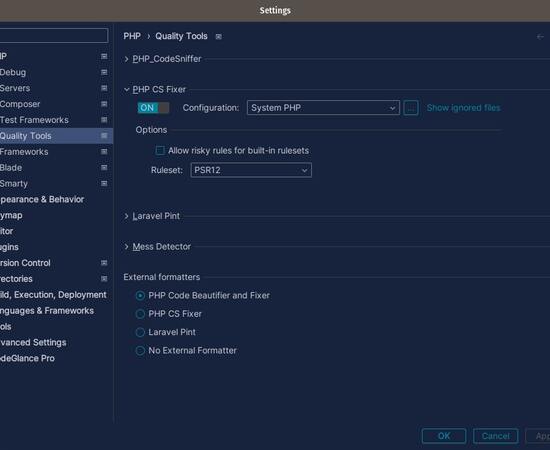 Settings
PHP › Quality Tools
PHP_CodeSniffer
HP
PHP CS Fixer
Debug
Servers
ON Configuration: System PHP ... Show ignored files
Composer
Test Frameworks
Options
Quality Tools
Frameworks
Allow risky rules for built-in rulesets
Blade
Ruleset: PSR12
Smarty
pearance & Behavior
ymap
Laravel Pint
itor
ugins
Mess Detector
rsion Control
rectories
External formatters
ild, Execution, Deployment
PHP Code Beautifier and Fixer
nguages & Frameworks
PHP CS Fixer
ols
Laravel Pint
vanced Settings
No External Formatter
deGlance Pro
OK Cancel App